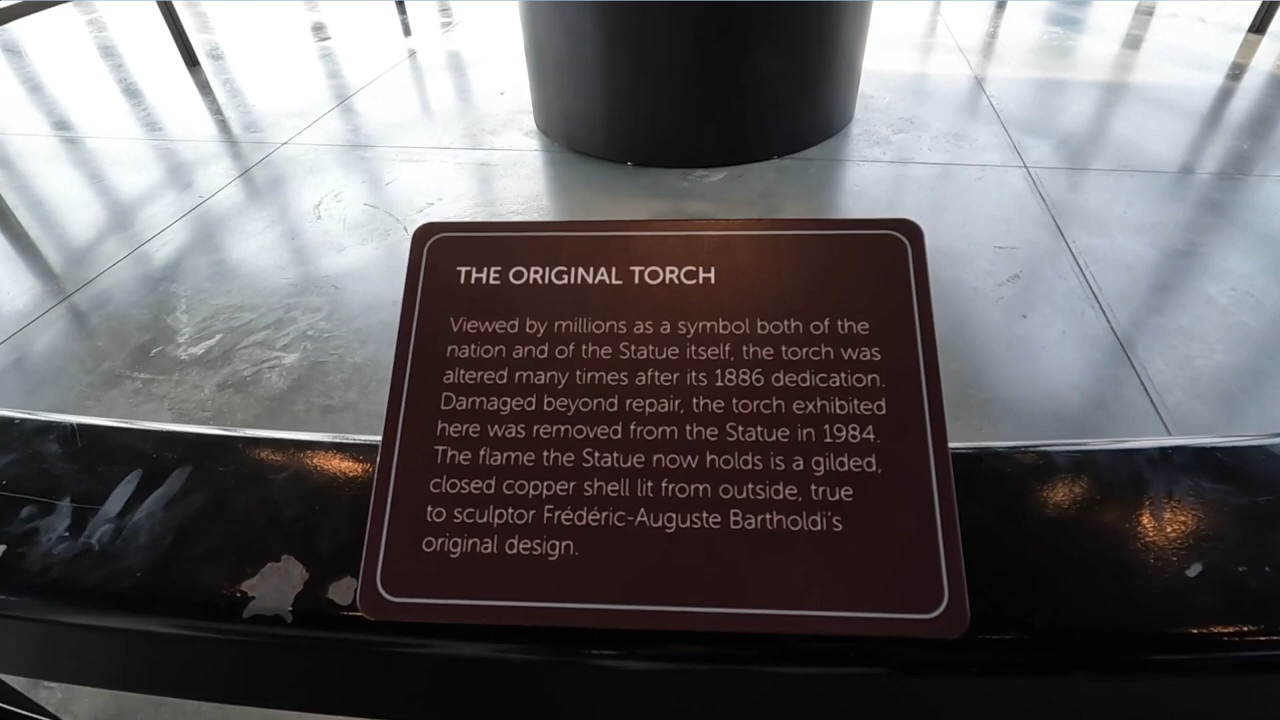 THE ORIGINAL TORCH
Viewed by millions as a symbol both of the
nation and of the Statue itself, the torch was
altered many times after its 1886 dedication.
Damaged beyond repair, the torch exhibited
here was removed from the Statue in 1984.
The flame the Statue now holds is a gilded,
closed copper shell lit from outside, true
to sculptor Frédéric-Auguste Bartholdi's
original design.